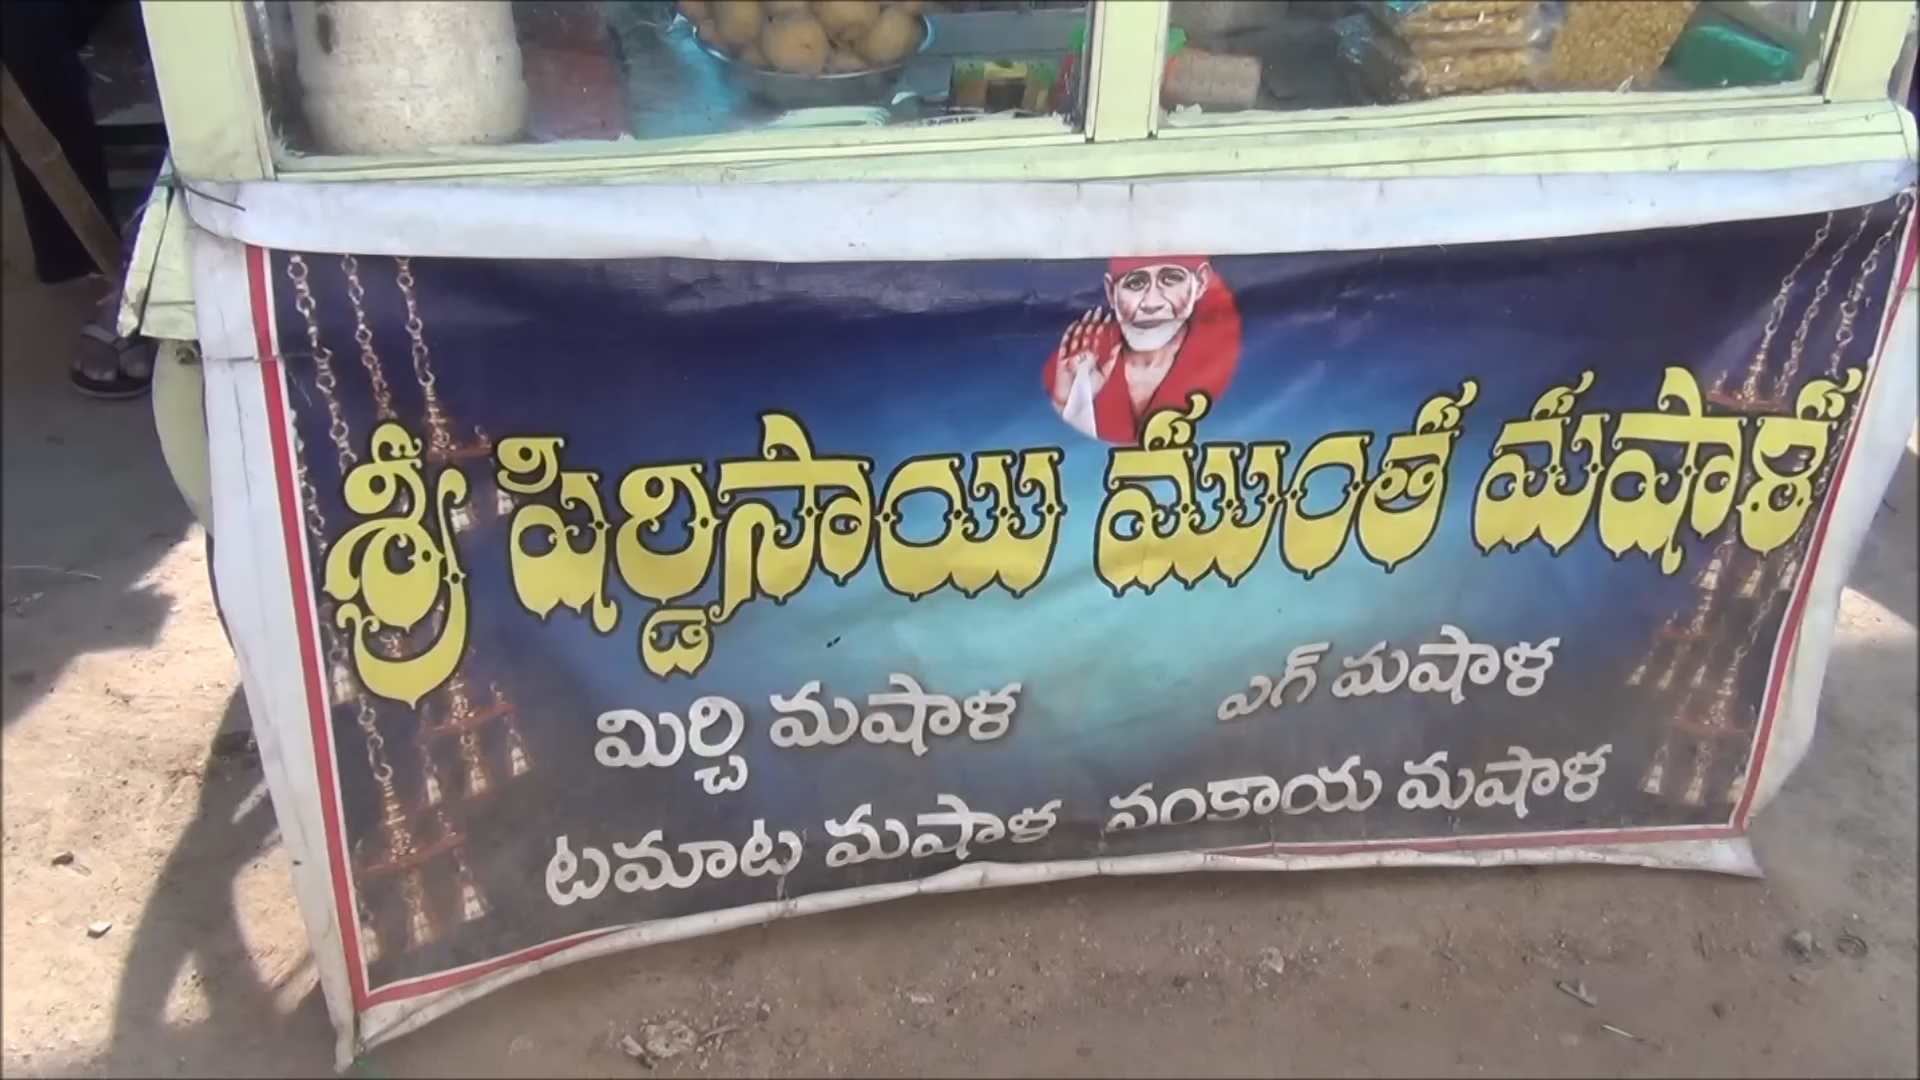 శ్రీ షిర్డిసాయి ముంత మషాళ
మిర్చి మషాళ ఎగ్ మషాళ
టమాట మషాళ వంకాయ మషాళ